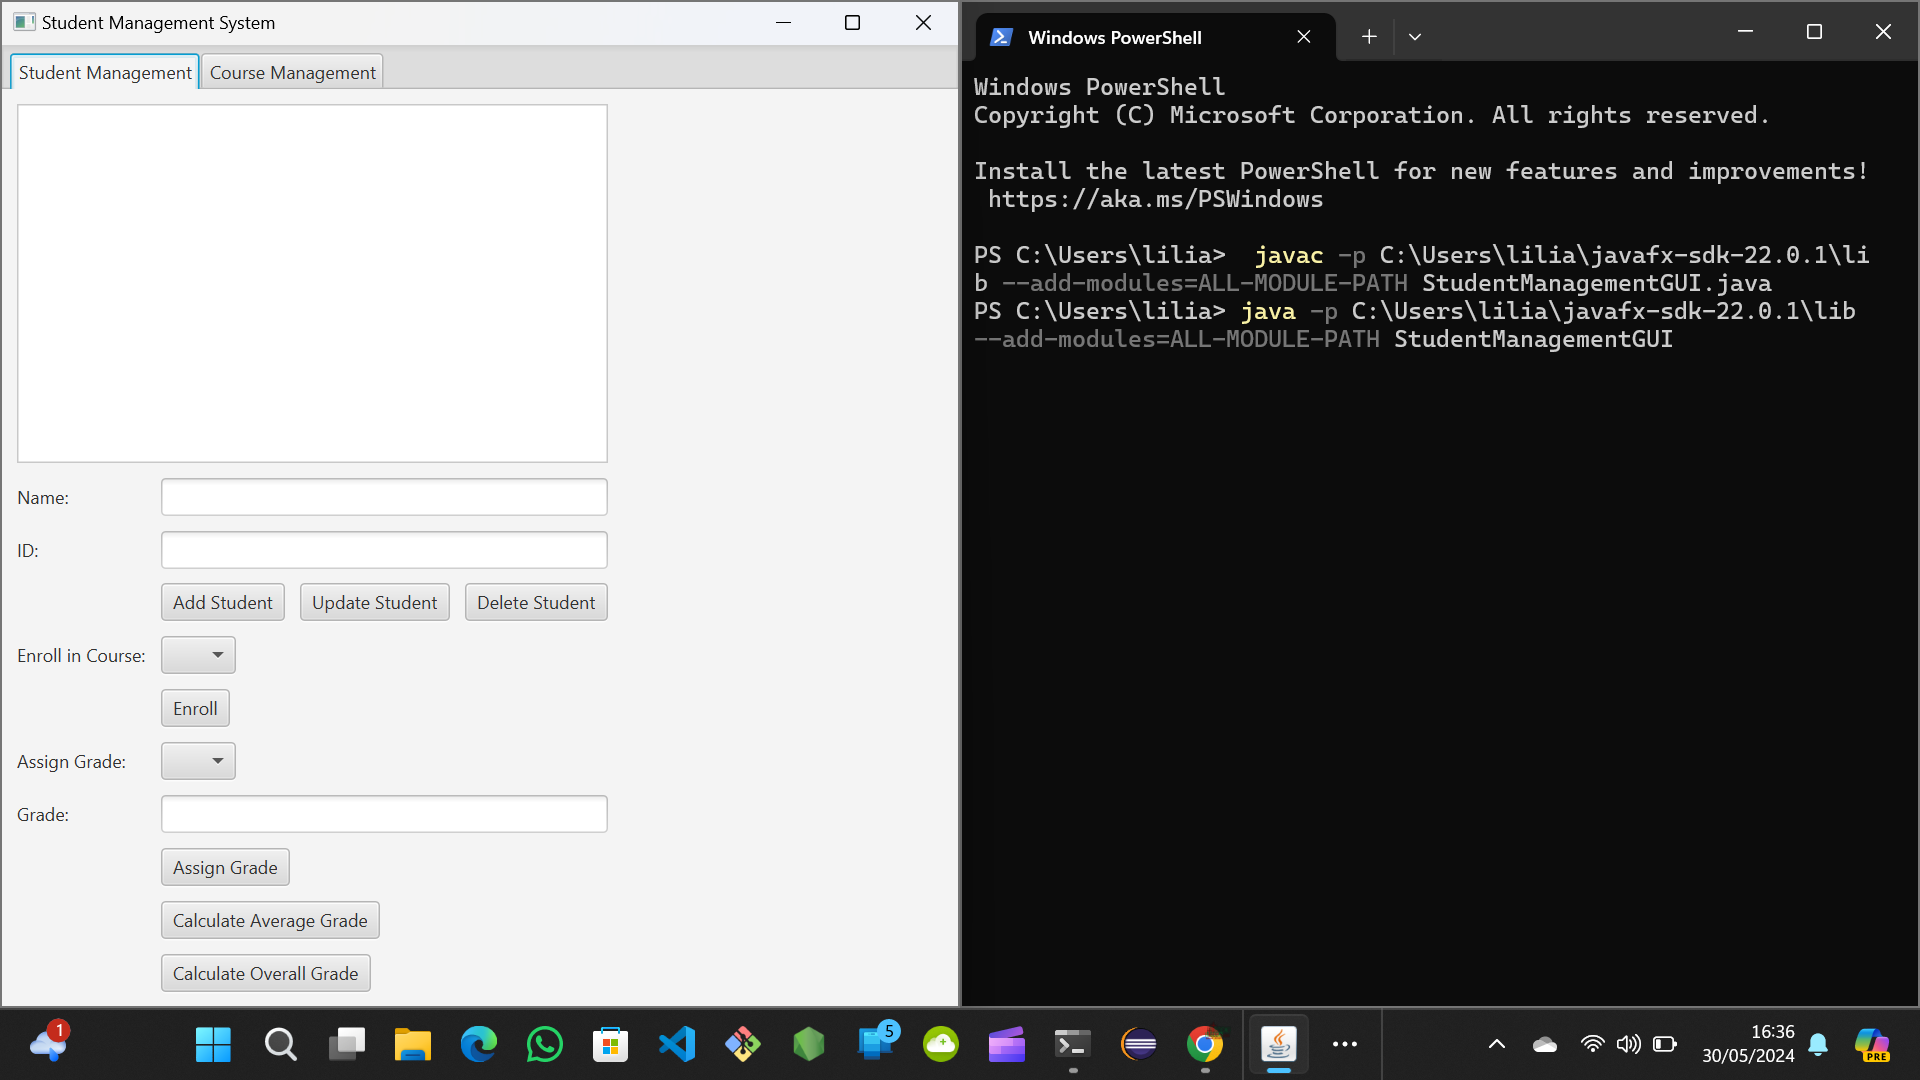 Student Management System
Student Management
Course Management
Name:
ID:
Add Student
Update Student
Delete Student
Enroll in Course:
Enroll
Assign Grade:
Grade:
Assign Grade
Calculate Average Grade
Calculate Overall Grade
Windows PowerShell
Windows PowerShell
Copyright (C) Microsoft Corporation. All rights reserved.
Install the latest PowerShell for new features and improvements!
https://aka.ms/PSWindows
PS C:\Users\lilia>  javac -p C:\Users\lilia\javafx-sdk-22.0.1\li
b --add-modules=ALL-MODULE-PATH StudentManagementGUI.java
PS C:\Users\lilia> java -p C:\Users\lilia\javafx-sdk-22.0.1\lib
--add-modules=ALL-MODULE-PATH StudentManagementGUI
1
5
16:36
30/05/2024
PRE